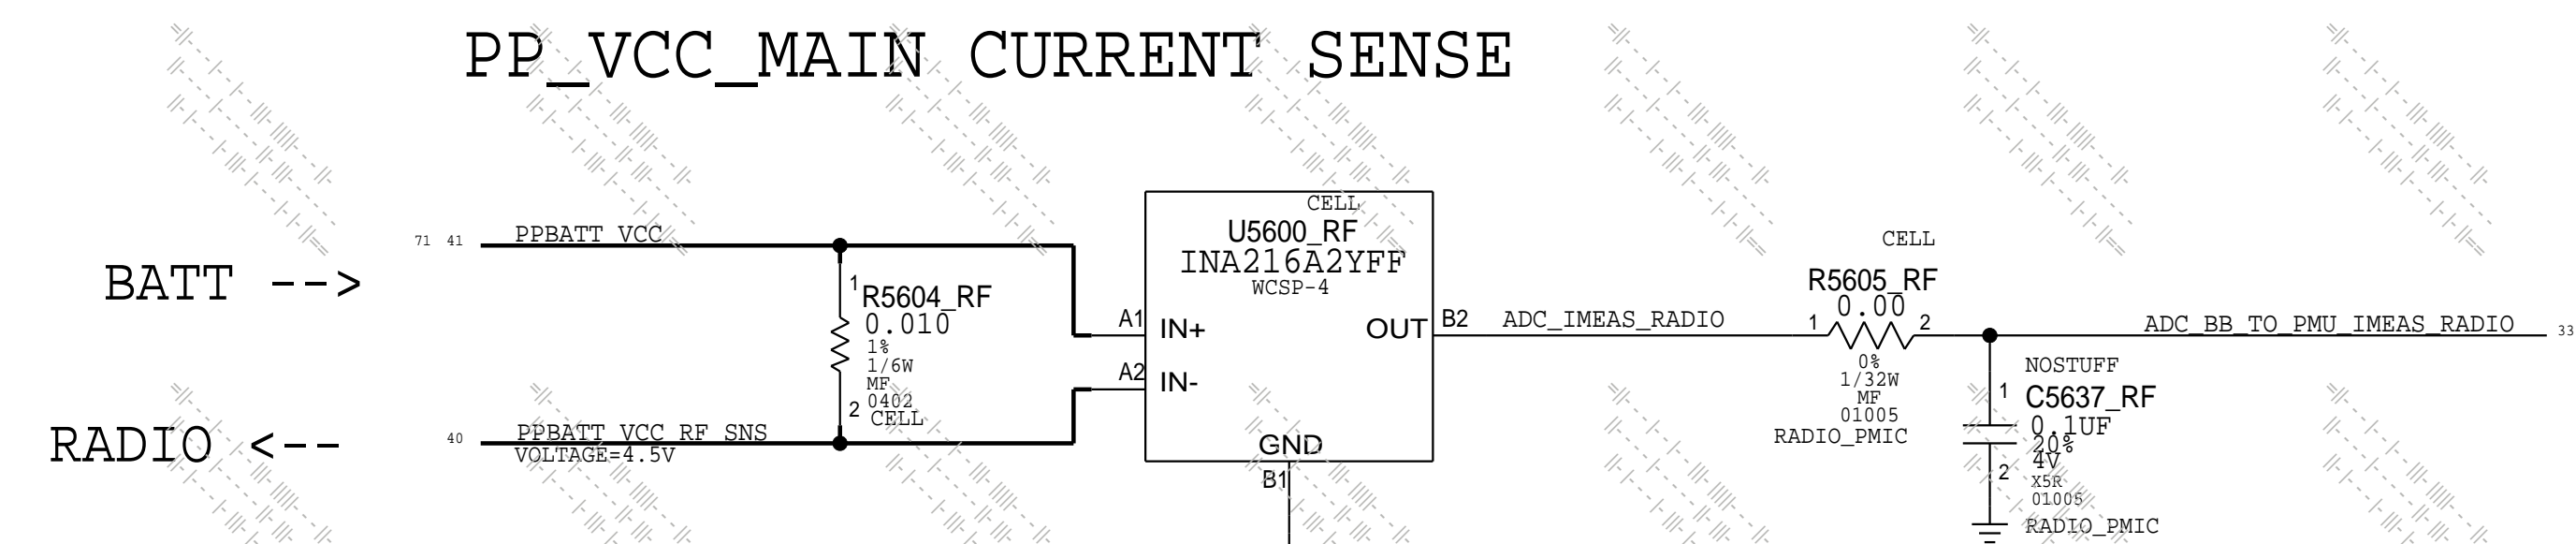 PP_VCC_MAIN CURRENT SENSE
BATT -->
71 41 PPBATT_VCC
1
R5604_RF
0.010
1%
1/6W
MF
0402
CELL
2
RADIO <--
40 PPBATT_VCC_RF_SNS
VOLTAGE=4.5V
CELL
U5600_RF
INA216A2YFF
WCSP-4
A1 IN+
A2 IN-
OUT B2
GND
B1
ADC_IMEAS_RADIO
CELL
R5605_RF
0.00
1 2
0%
1/32W
MF
01005
RADIO_PMIC
ADC_BB_TO_PMU_IMEAS_RADIO 33
NOSTUFF
1
C5637_RF
0.1UF
20%
4V
2
X5R
01005
RADIO_PMIC